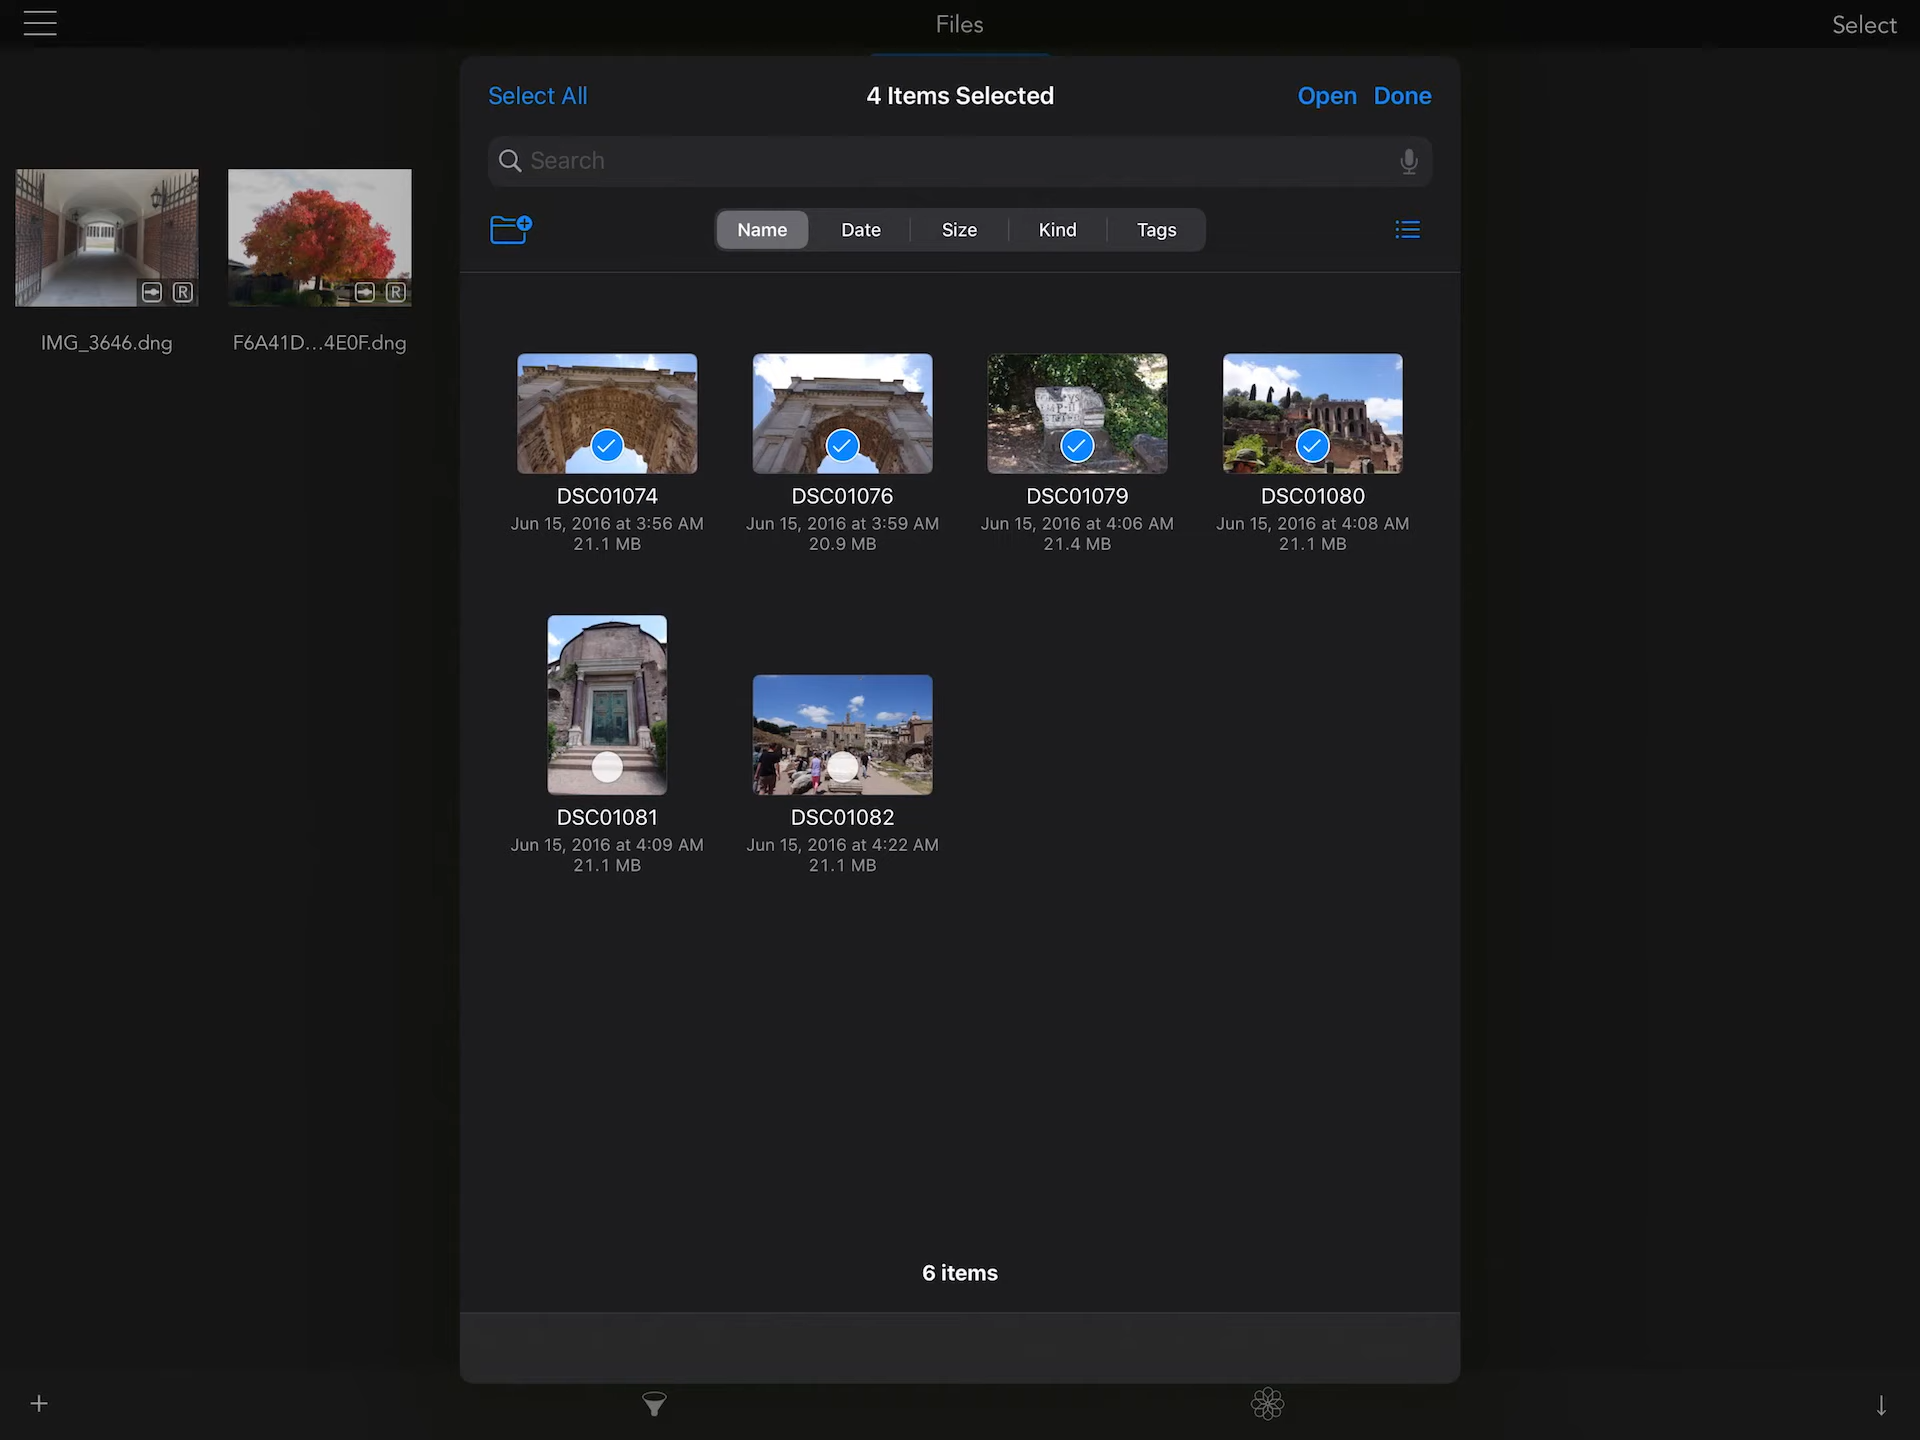 Files
Select
Select All
4 Items Selected
Open Done
Search
Name
Date
Size
Kind
Tags
R
R
IMG_3646.dng
F6A41D...4E0F.dng
DSC01074
Jun 15, 2016 at 3:56 AM
21.1 MB
DSC01076
Jun 15, 2016 at 3:59 AM
20.9 MB
DSC01079
Jun 15, 2016 at 4:06 AM
21.4 MB
DSC01080
Jun 15, 2016 at 4:08 AM
21.1 MB
DSC01081
Jun 15, 2016 at 4:09 AM
21.1 MB
DSC01082
Jun 15, 2016 at 4:22 AM
21.1 MB
6 items